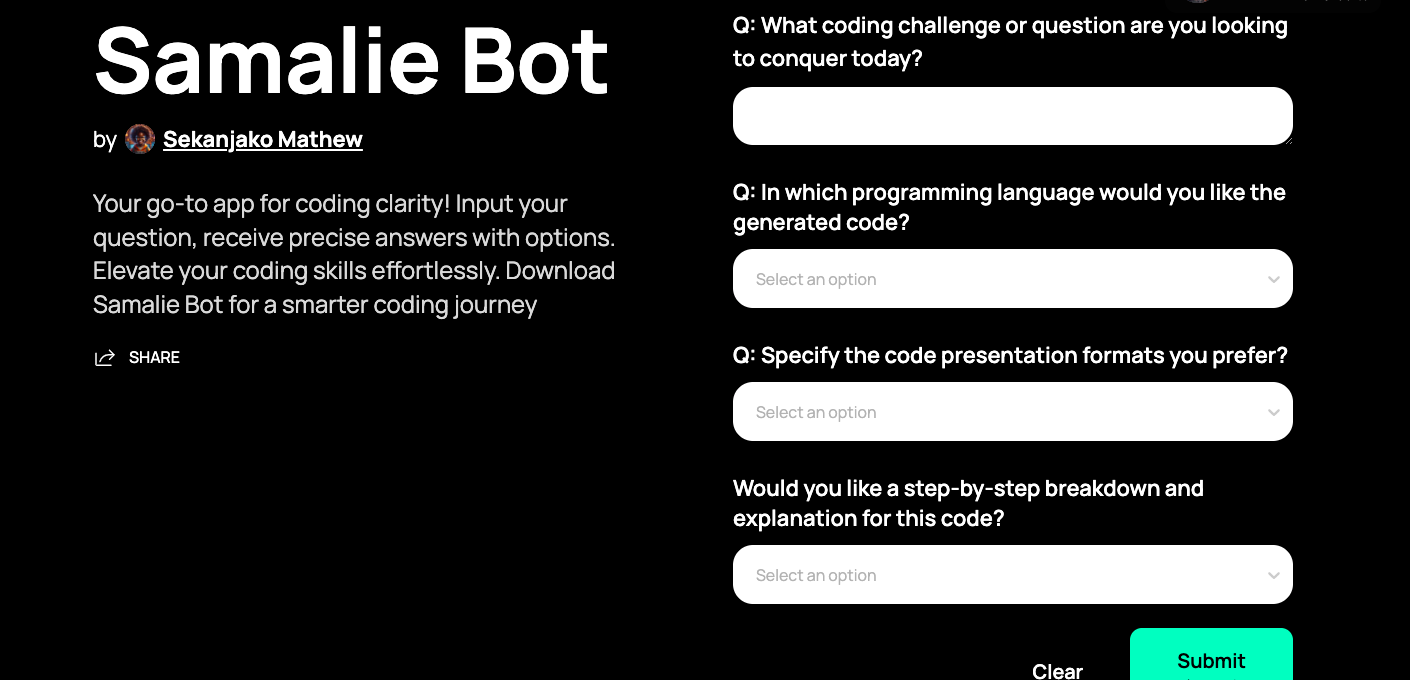 Samalie Bot
by Sekanjako Mathew
Your go-to app for coding clarity! Input your
question, receive precise answers with options.
Elevate your coding skills effortlessly. Download
Samalie Bot for a smarter coding journey
SHARE
Q: What coding challenge or question are you looking
to conquer today?
Q: In which programming language would you like the
generated code?
Select an option
Q: Specify the code presentation formats you prefer?
Select an option
Would you like a step-by-step breakdown and
explanation for this code?
Select an option
Clear
Submit